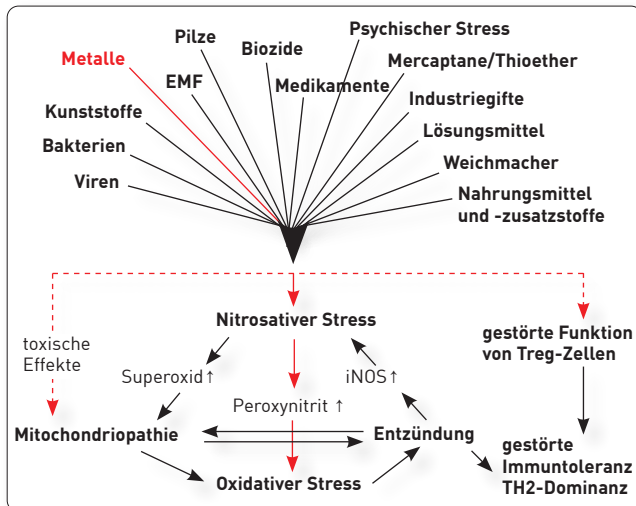 Psychischer Stress
Pilze
Biozide
Metalle
Mercaptane/Thioether
EMF
Medikamente
Industriegifte
Kunststoffe
Lösungsmittel
Bakterien
Weichmacher
Viren
Nahrungsmittel
und -zusatzstoffe
Nitrosativer Stress
gestörte Funktion
von Treg-Zellen
toxische
Effekte
Superoxid ↑
iNOS ↑
Peroxynitrit ↑
Mitochondriopathie
Entzündung
gestörte
Immuntoleranz
TH2-Dominanz
Oxidativer Stress